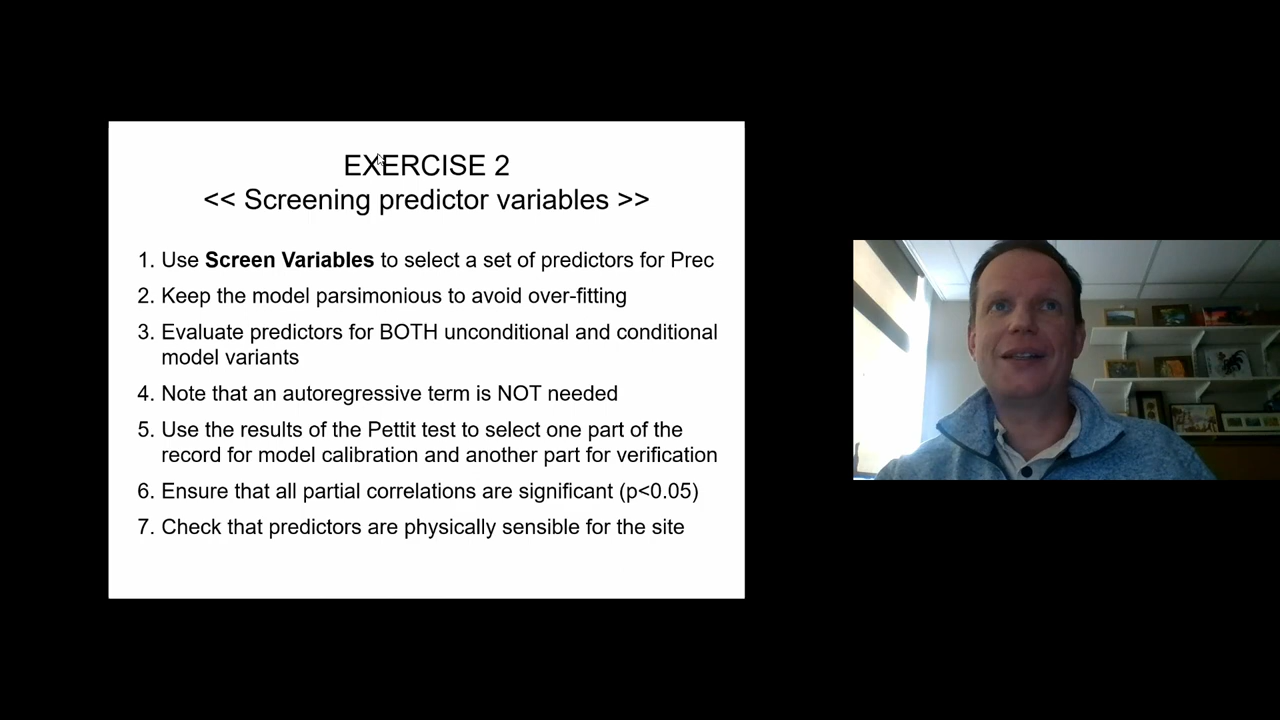 EXERCISE 2
<< Screening predictor variables >>
1. Use Screen Variables to select a set of predictors for Prec
2. Keep the model parsimonious to avoid over-fitting
3. Evaluate predictors for BOTH unconditional and conditional
model variants
4. Note that an autoregressive term is NOT needed
5. Use the results of the Pettit test to select one part of the
record for model calibration and another part for verification
6. Ensure that all partial correlations are significant (p<0.05)
7. Check that predictors are physically sensible for the site